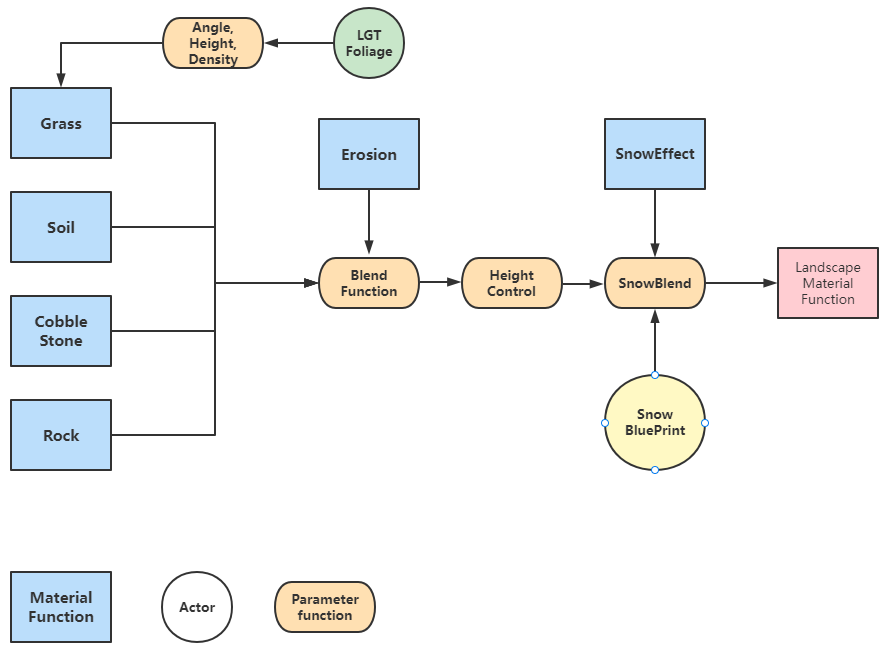 Angle,
Height,
Density
LGT
Foliage
Grass
Erosion
SnowEffect
Soil
Blend
Function
Height
Control
SnowBlend
Landscape
Material
Function
Cobble
Stone
Snow
BluePrint
Rock
Material
Function
Actor
Parameter
function